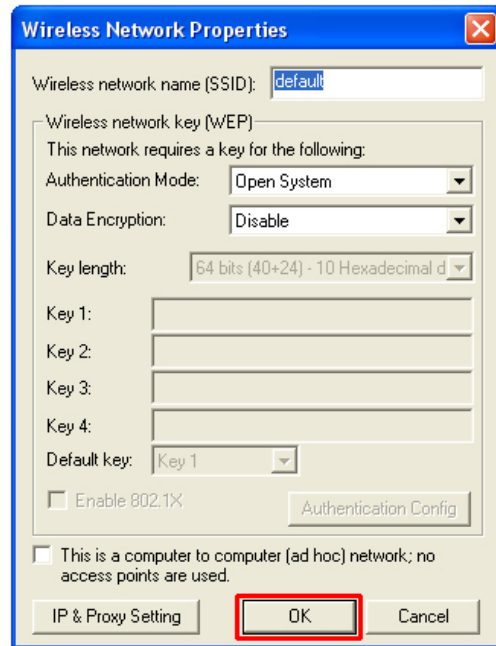 Wireless Network Properties
Wireless network name (SSID): default
Wireless network key (WEP)
This network requires a key for the following:
Authentication Mode: Open System
Data Encryption: Disable
Key length: 64 bits (40+24) - 10 Hexadecimal d
Key 1:
Key 2:
Key 3:
Key 4:
Default key: Key 1
Enable 802.1X Authentication Config
This is a computer to computer (ad hoc) network; no
access points are used.
IP & Proxy Setting OK Cancel